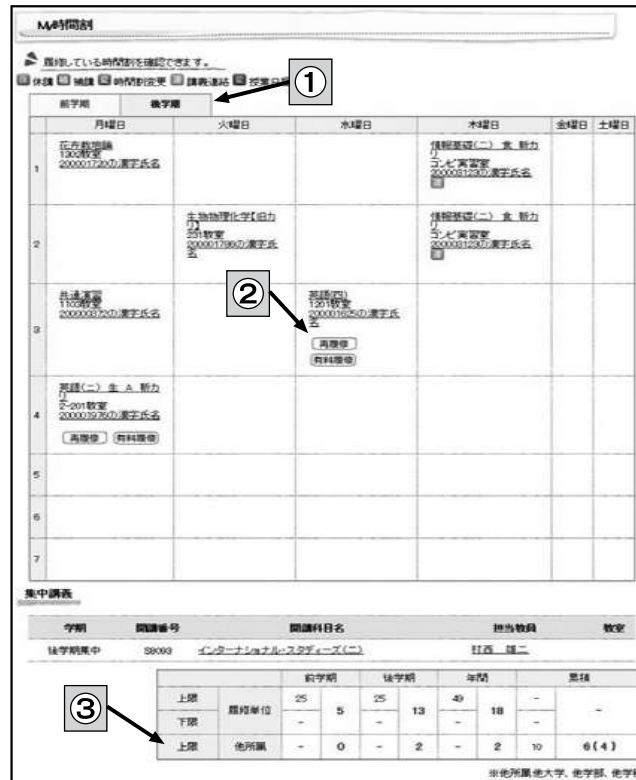 My時間割
履修している時間割を確認できます。
休講 補講 時間割変更 講義連絡
①
前学期 後学期
月曜日 火曜日 水曜日 木曜日 金曜日 土曜日
1
花卉栽培論
1302教室
200001720の漢字氏名
情報基礎(二) 食 新カリ
コンピ実習室
200003123の漢字氏名
2
生物物理化学【旧カリ】
231教室
200001796の漢字氏名
情報基礎(二) 食 新カリ
コンピ実習室
200003123の漢字氏名
②
3
共通演習
1103教室
200000372の漢字氏名
英語(四)
1201教室
200001625の漢字氏名
再履修
有料履修
4
英語(二) 生 A 新カリ
2-201教室
200001976の漢字氏名
再履修 有料履修
5
6
7
集中講義
学期 開講番号 開講科目名 担当教員 教室
後学期集中 S8093 インターナショナル・スタディーズ(二)
前学期 後学期 年間 累積
上限 履修単位 25 5 25 13 49 18 - -
下限 - - - -
③
上限 他所属 - 0 - 2 - 2 10 6(4)
※他所属他大学、他学部、他学